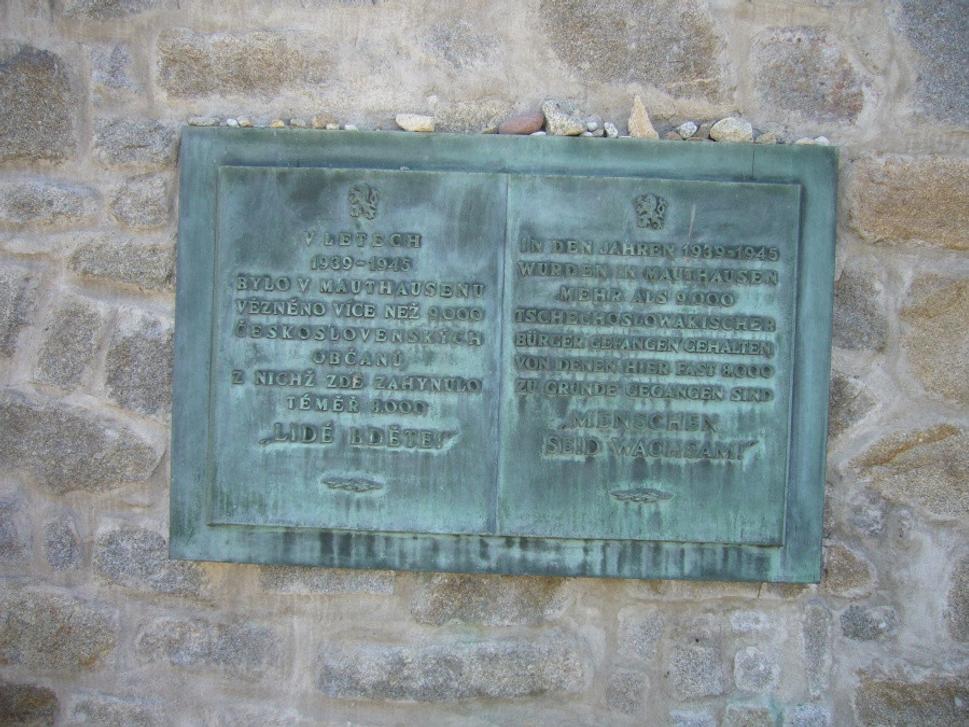 V LETECH
1939-1945
BYLO V MAUTHAUSENU
VĚZNĚNO VÍCE NEŽ 9.000
ČESKOSLOVENSKÝCH
OBČANŮ
Z NICHŽ ZDE ZAHYNULO
TÉMĚŘ 8.000
„LIDÉ BDĚTE!"
IN DEN JAHREN 1939-1945
WURDEN IN MAUTHAUSEN
MEHR ALS 9.000
TSCHECHOSLOWAKISCHER
BÜRGER GEFANGEN GEHALTEN
VON DENEN HIER FAST 8.000
ZU GRUNDE GEGANGEN SIND
„MENSCHEN
SEID WACHSAM!"